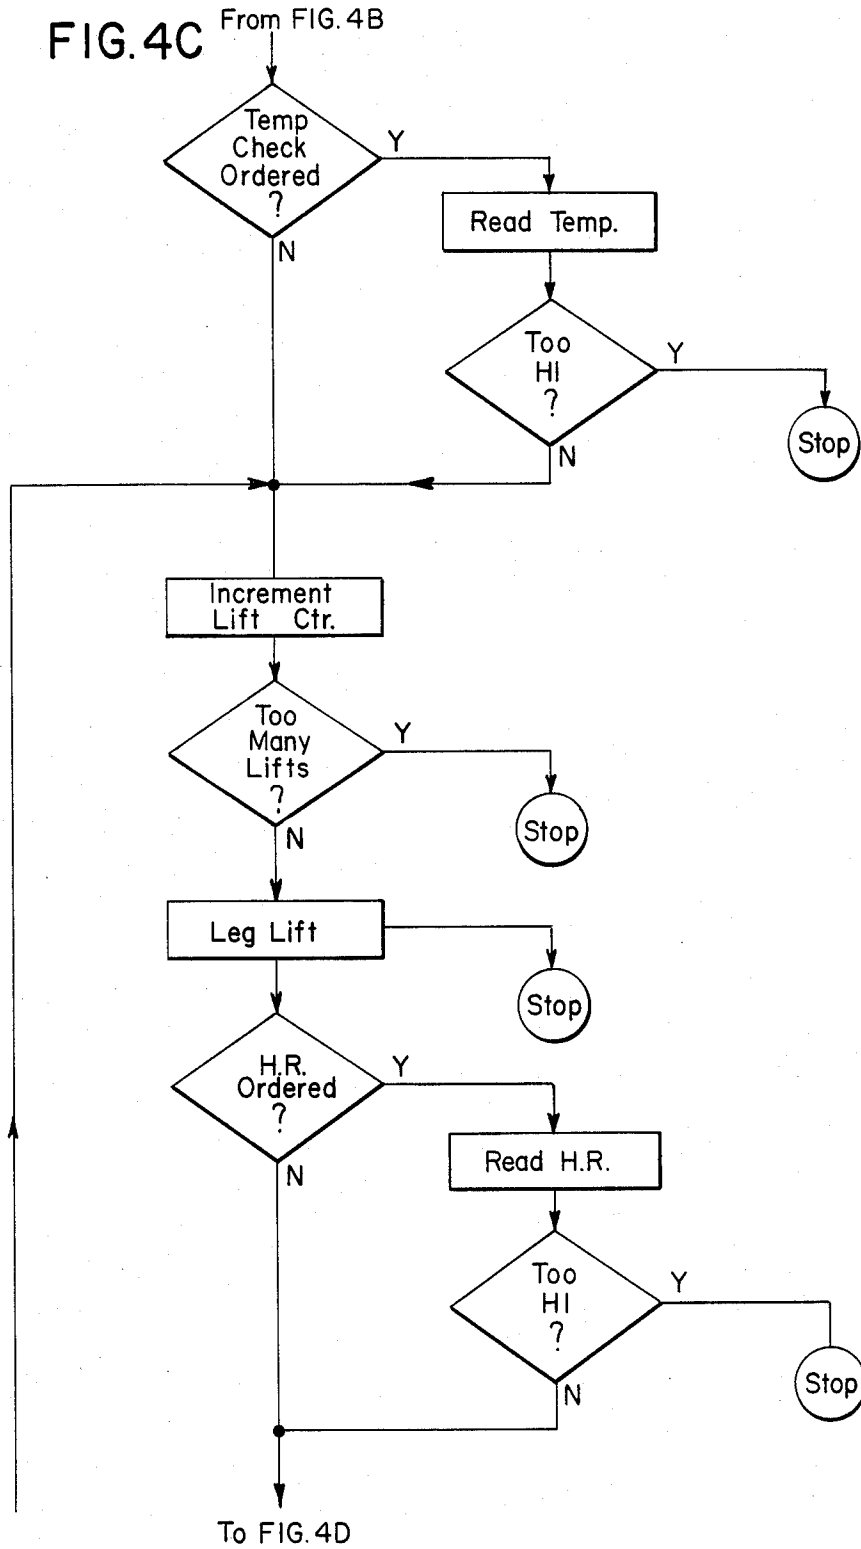 FIG. 4C
From FIG. 4B
Temp
Check
Ordered
?
Y
N
Read Temp.
Too
HI
?
Y
N
Stop
Increment
Lift Ctr.
Too
Many
Lifts
?
Y
N
Stop
Leg Lift
Stop
H.R.
Ordered
?
Y
N
Read H.R.
Too
HI
?
Y
N
Stop
To FIG. 4D